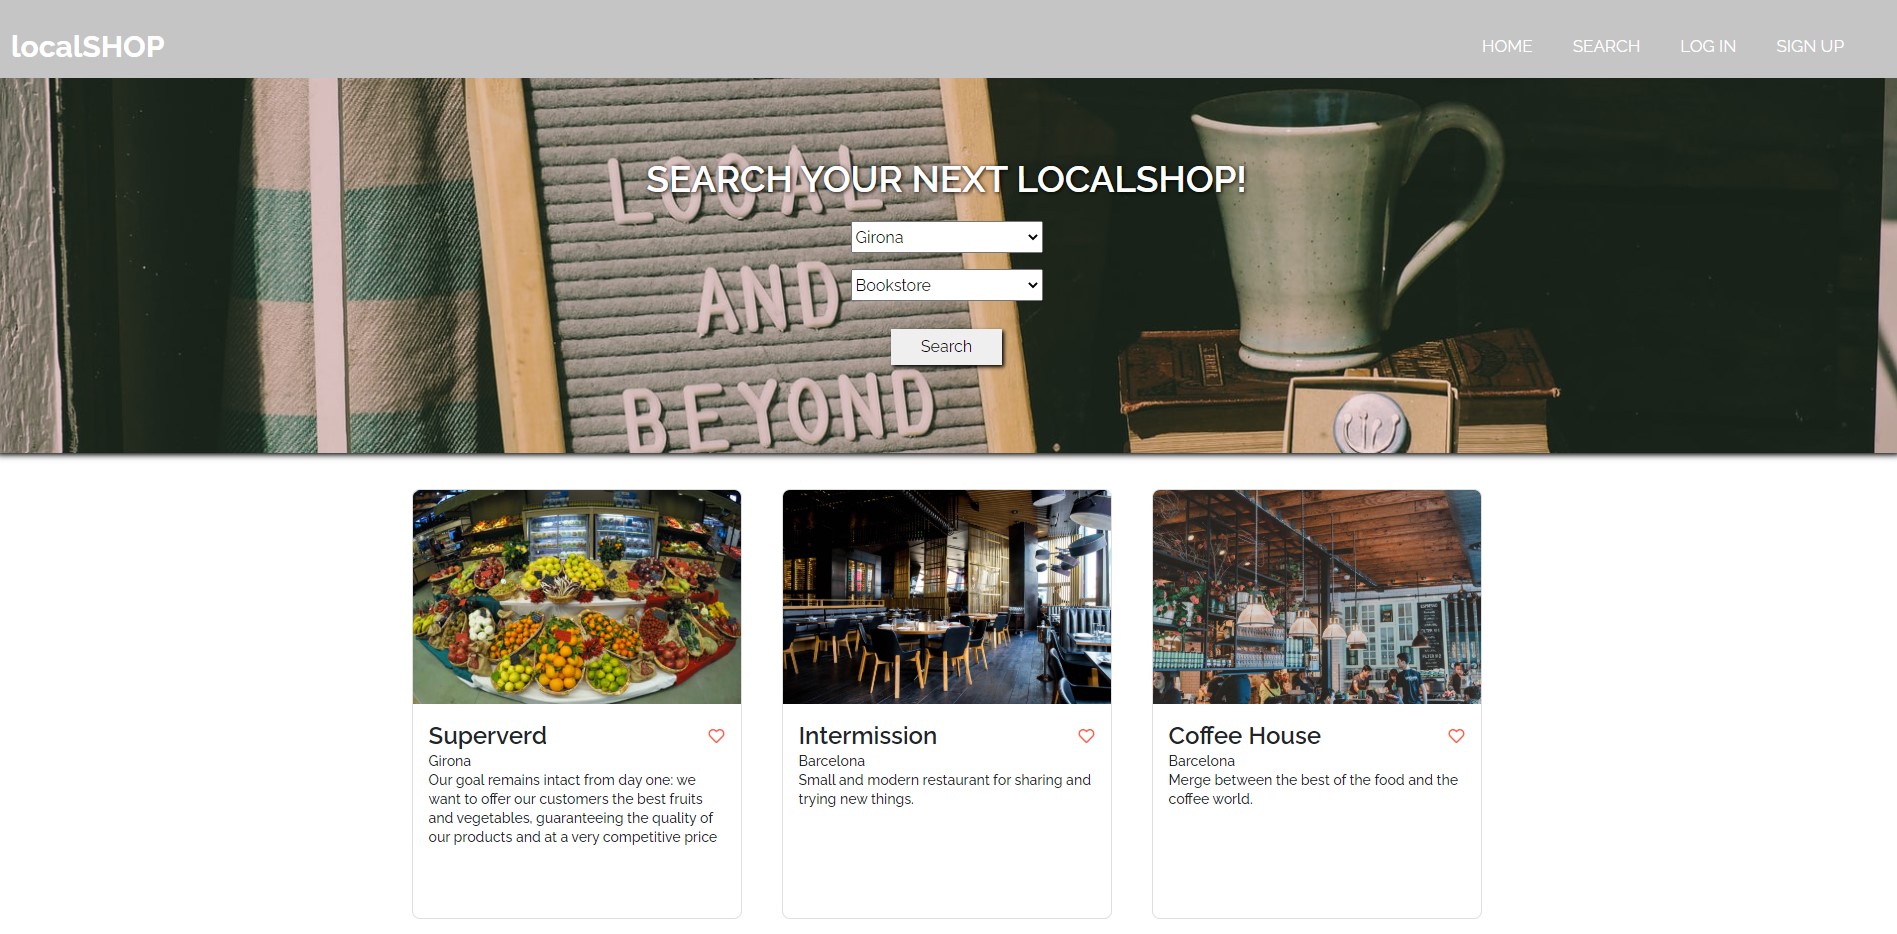 localSHOP
HOME SEARCH LOG IN SIGN UP
LOCAL
SEARCH YOUR NEXT LOCALSHOP!
Girona
AND
Bookstore
Search
BEYOND
Superverd
Girona
Our goal remains intact from day one: we
want to offer our customers the best fruits
and vegetables, guaranteeing the quality of
our products and at a very competitive price
Intermission
Barcelona
Small and modern restaurant for sharing and
trying new things.
Coffee House
Barcelona
Merge between the best of the food and the
coffee world.